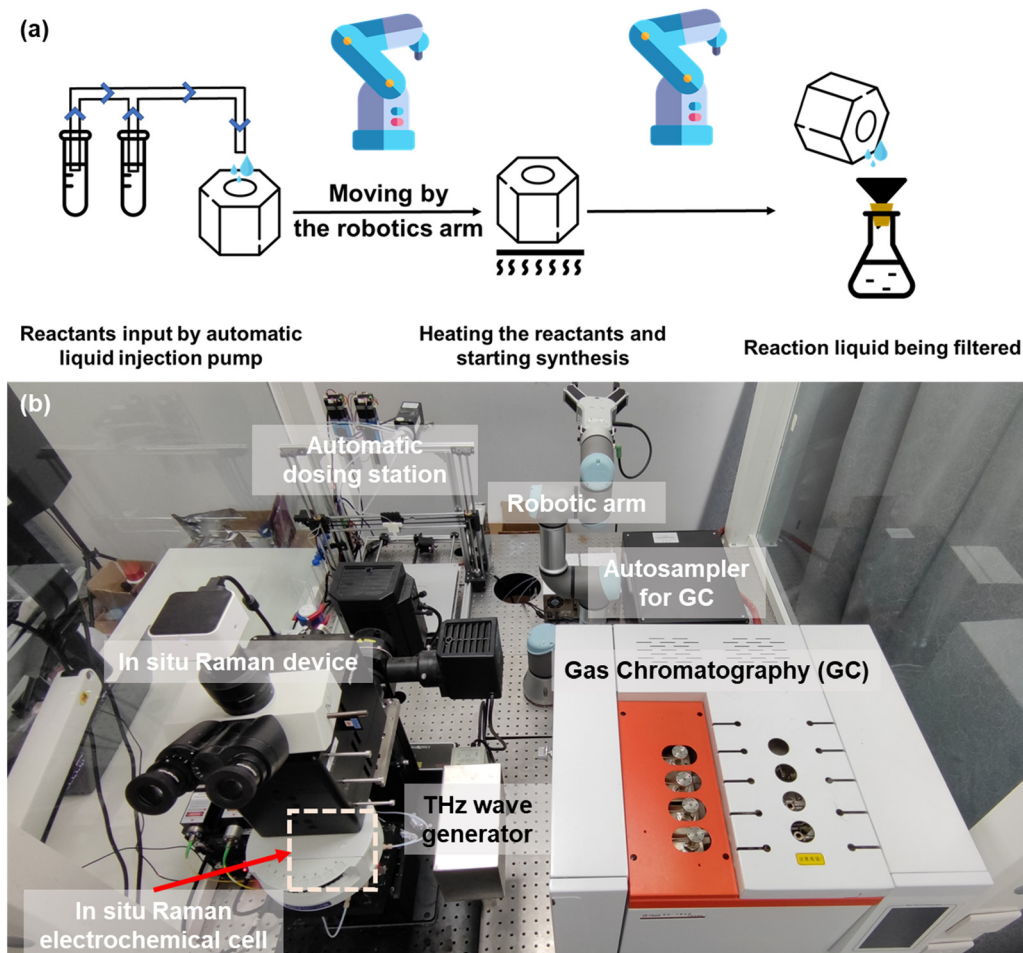 (a)
Moving by
the robotics arm
Reactants input by automatic
liquid injection pump
Heating the reactants and
starting synthesis
Reaction liquid being filtered
(b)
Automatic
dosing station
Robotic arm
Autosampler
for GC
In situ Raman device
Gas Chromatography (GC)
THz wave
generator
In situ Raman
electrochemical cell